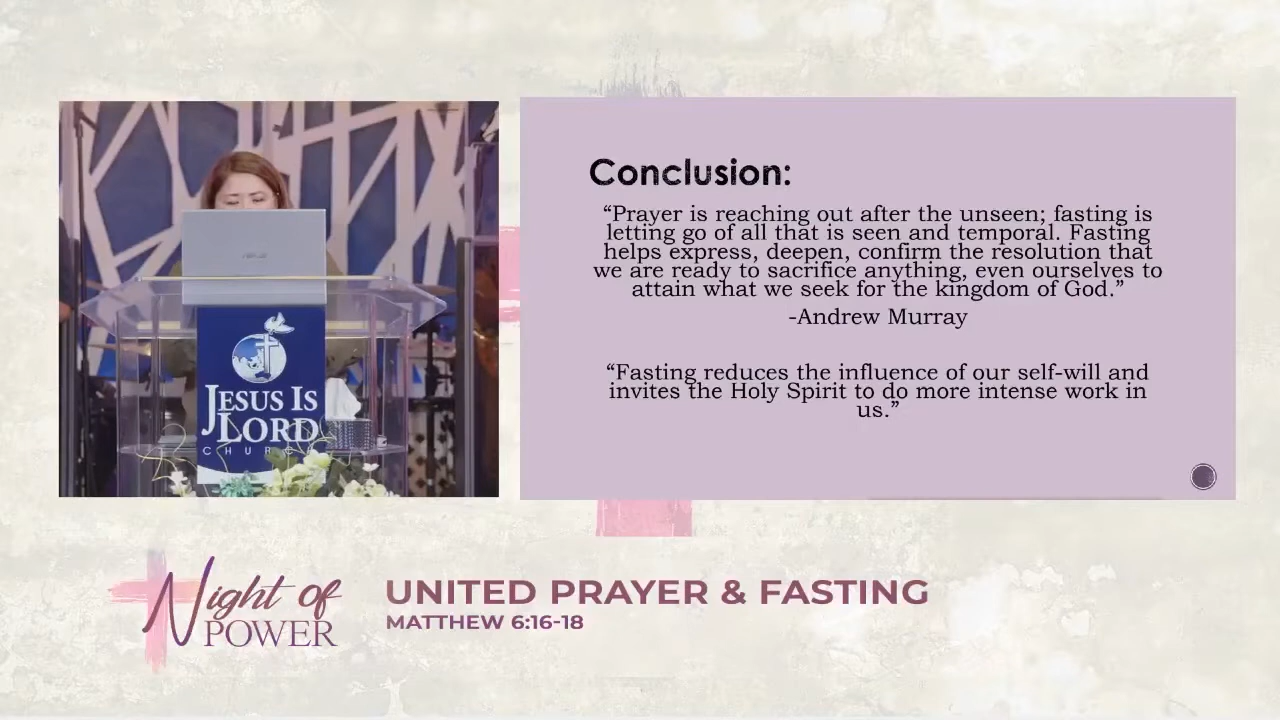 Conclusion:
“Prayer is reaching out after the unseen; fasting is
letting go of all that is seen and temporal. Fasting
helps express, deepen, confirm the resolution that
we are ready to sacrifice anything, even ourselves to
attain what we seek for the kingdom of God.”
-Andrew Murray
“Fasting reduces the influence of our self-will and
invites the Holy Spirit to do more intense work in
us.”
JESUS IS
LORD
CHURCH
Night of
POWER
UNITED PRAYER & FASTING
MATTHEW 6:16-18